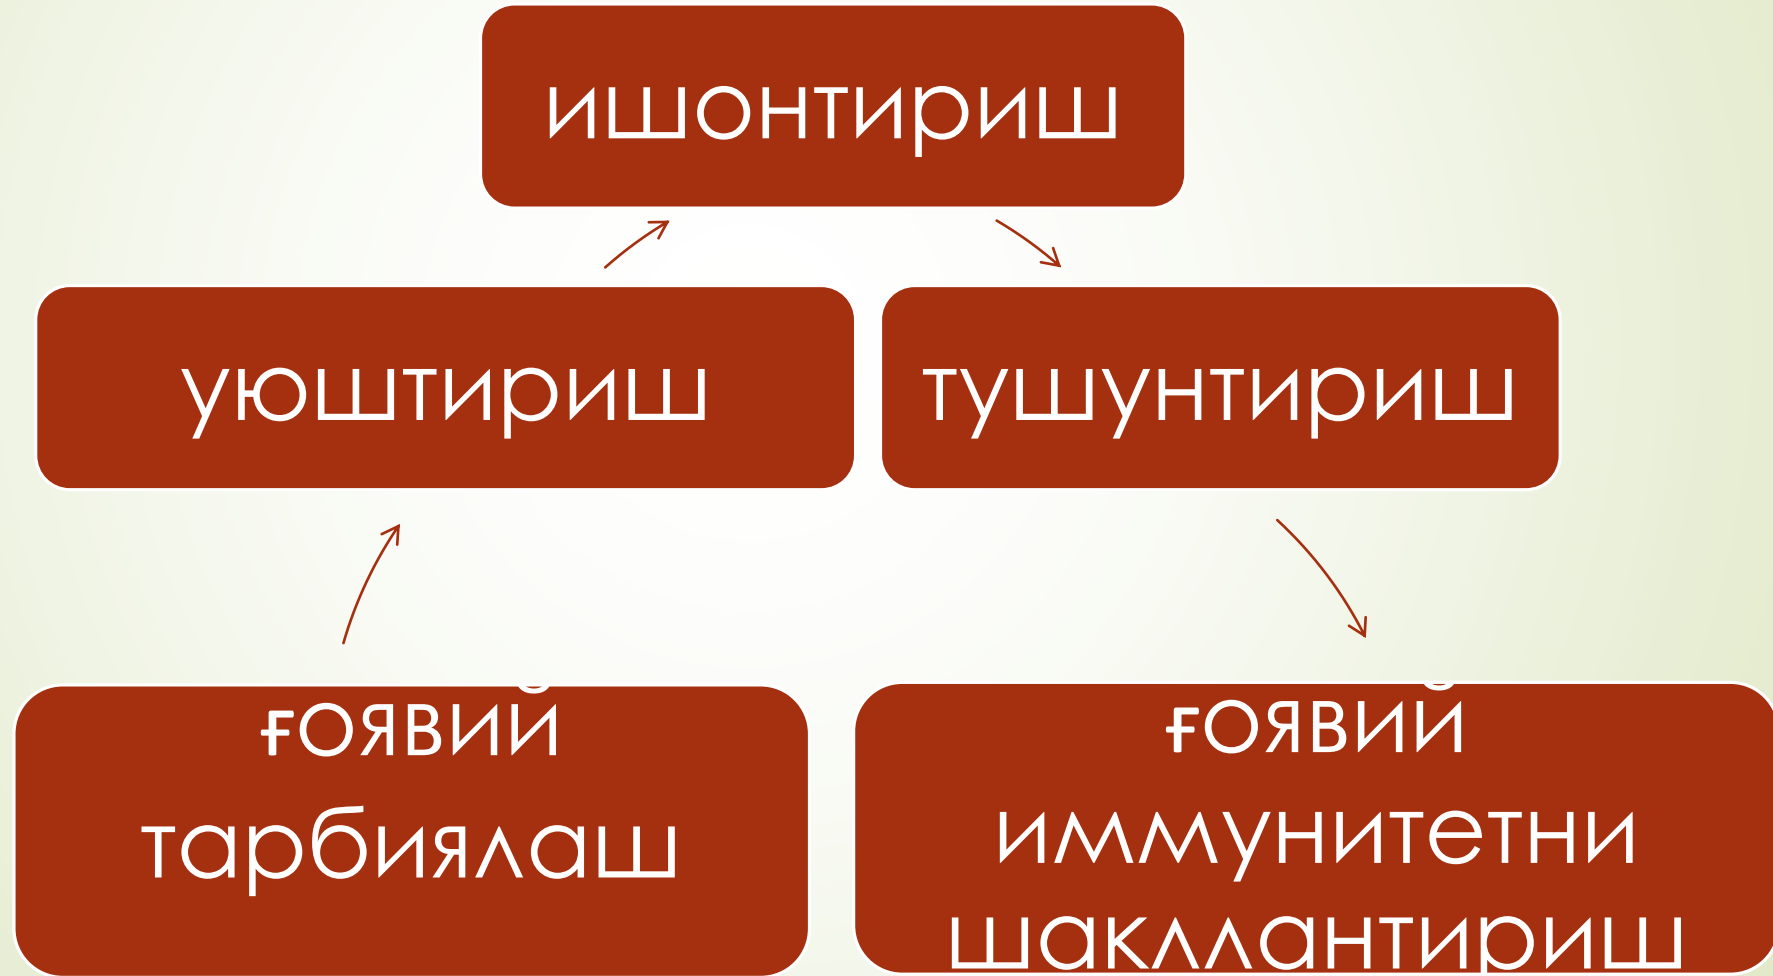 ишонтириш
уюштириш
тушунтириш
ғоявий
тарбиялаш
ғоявий
иммунитетни
шакллантириш